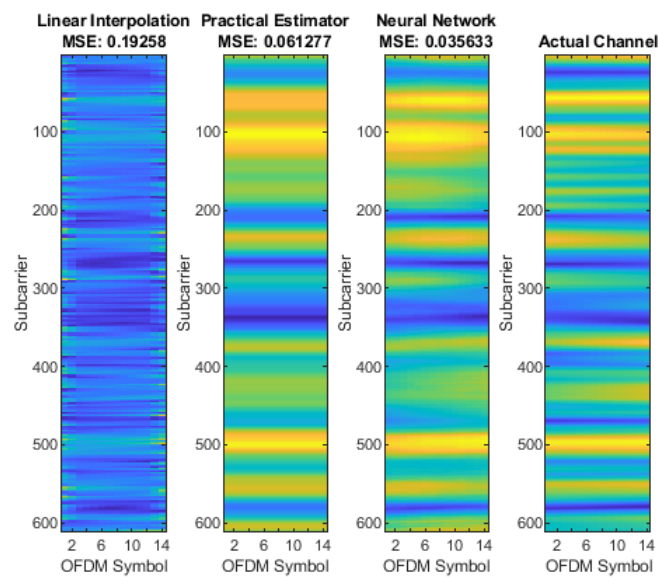 Linear Interpolation
MSE: 0.19258
Practical Estimator
MSE: 0.061277
Neural Network
MSE: 0.035633
Actual Channel
Subcarrier
100
200
300
400
500
600
2 6 10 14
OFDM Symbol
Subcarrier
100
200
300
400
500
600
2 6 10 14
OFDM Symbol
Subcarrier
100
200
300
400
500
600
2 6 10 14
OFDM Symbol
Subcarrier
100
200
300
400
500
600
2 6 10 14
OFDM Symbol